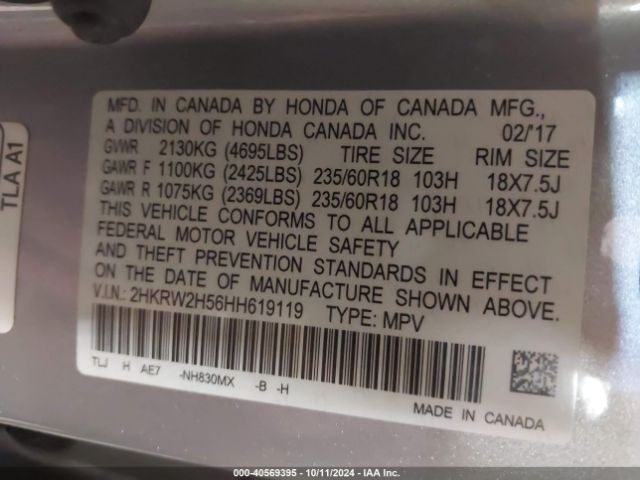 TLA A1
MFD. IN CANADA BY HONDA OF CANADA MFG.,
A DIVISION OF HONDA CANADA INC. 02/'17
GVWR 2130KG (4695LBS) TIRE SIZE RIM SIZE
GAWR F 1100KG (2425LBS) 235/60R18 103H 18X7.5J
GAWR R 1075KG (2369LBS) 235/60R18 103H 18X7.5J
THIS VEHICLE CONFORMS TO ALL APPLICABLE
FEDERAL MOTOR VEHICLE SAFETY
AND THEFT PREVENTION STANDARDS IN EFFECT
ON THE DATE OF MANUFACTURE SHOWN ABOVE.
V.I.N.: 2HKRW2H56HH619119 TYPE: MPV
TLJ H AE7 -NH830MX -B -H
MADE IN CANADA
000-40569395 - 10/11/2024 - IAA Inc.